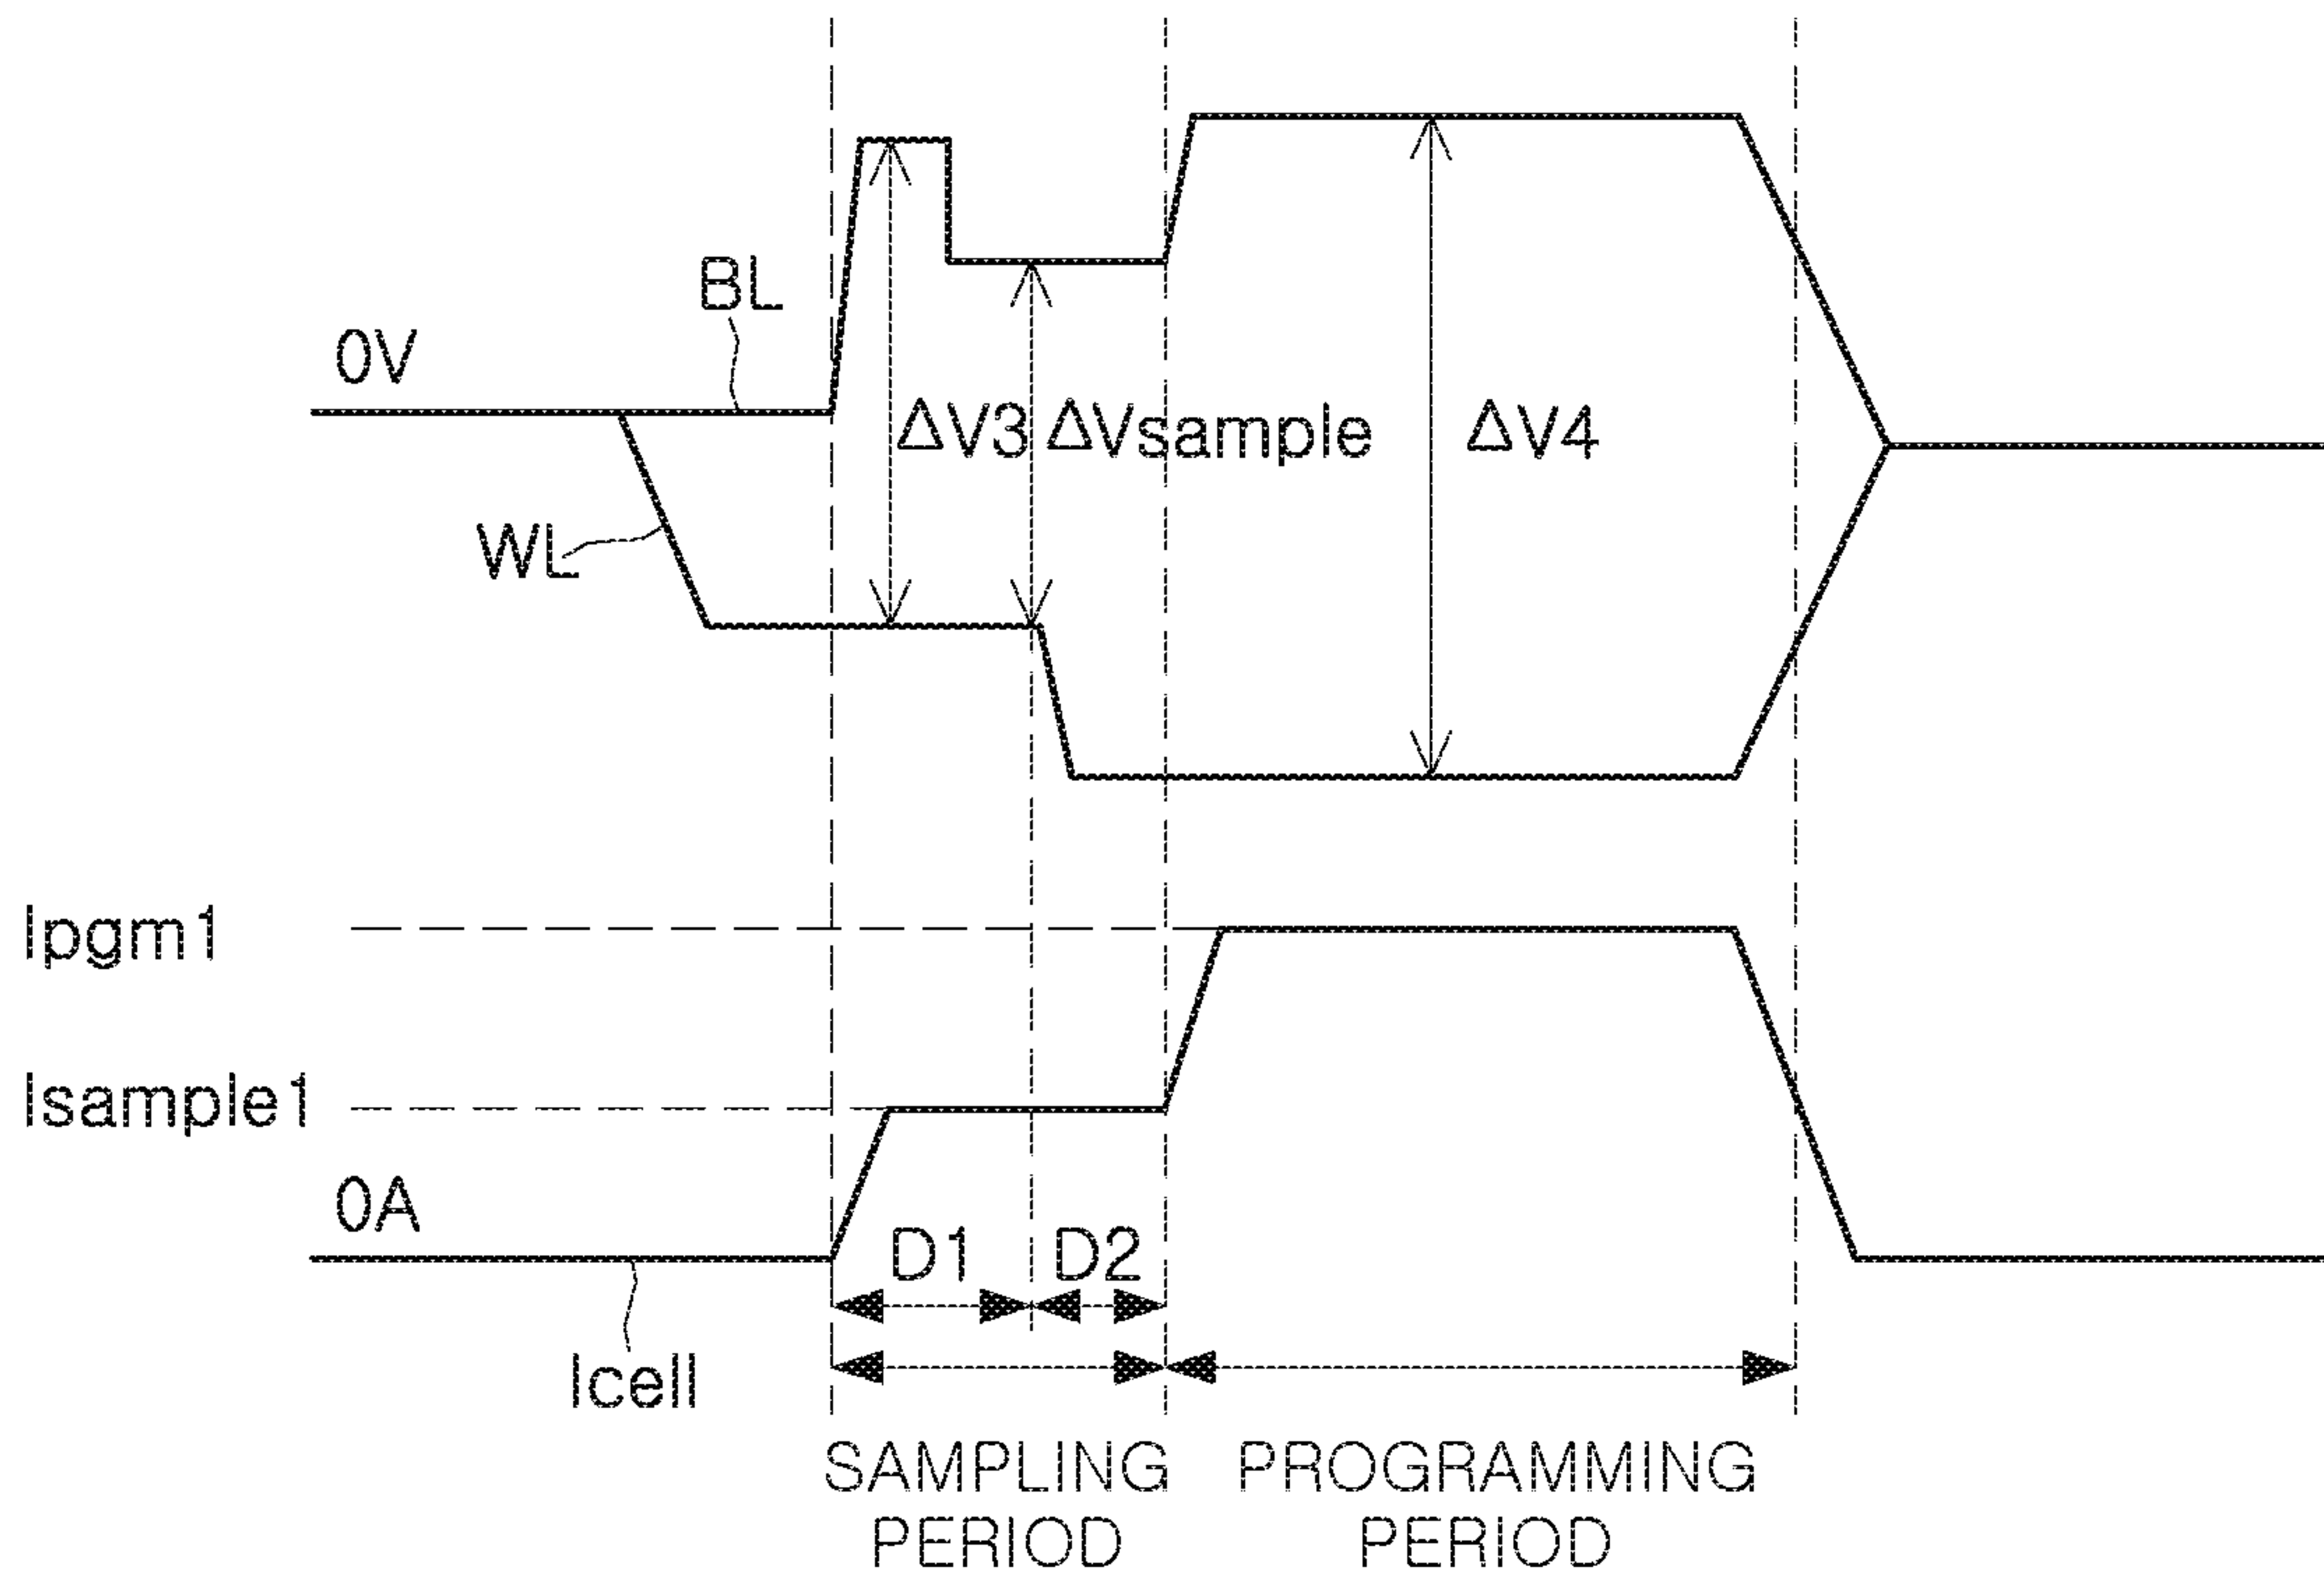 BL
0V
ΔV3
ΔVsample
ΔV4
WL
Ipgm1
Isample1
0A
D1
D2
Icell
SAMPLING
PERIOD
PROGRAMMING
PERIOD